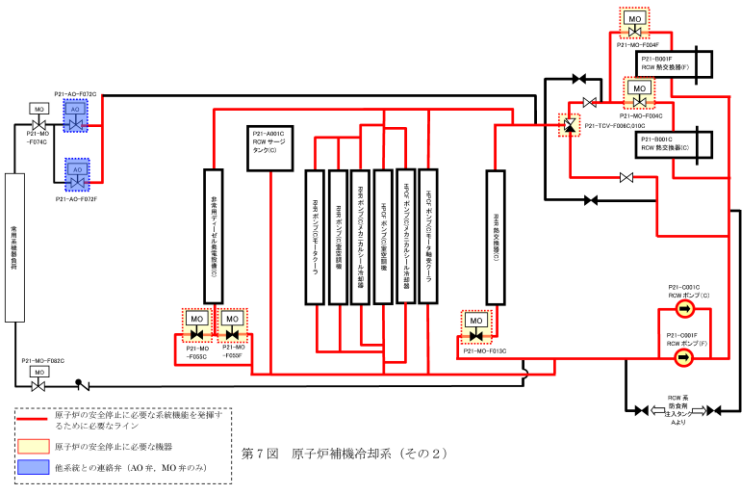 MO
P21-MO-F004F
P21-B001F
RCW 熱交換器(F)
P21-AO-F072C
MO
AO
P21-MO
-F074C
MO
P21-MO-F004C
P21-TCV-F006C,010C
P21-A001C
RCW サージ
タンク(C)
P21-B001C
RCW 熱交換器(C)
AO
P21-AO-F072F
常用系機器負荷
非常用ディーゼル発電設備(C)
RHR ポンプ(C)モータクーラ
RHR ポンプ(C)メカニカルシール冷却器
RHR ポンプ(C)室空調機
HPCF ポンプ(C)室空調機
HPCF ポンプ(C)メカニカルシール冷却器
HPCF ポンプ(C)モータ軸受クーラ
RHR 熱交換器(C)
P21-C001C
RCW ポンプ(C)
MO
MO
P21-MO
-F055C
P21-MO
-F055F
MO
P21-MO-F013C
P21-C001F
RCW ポンプ(F)
P21-MO-F082C
MO
RCW 系
防食剤
注入タンク
Aより
原子炉の安全停止に必要な系統機能を発揮す
るために必要なライン
原子炉の安全停止に必要な機器
他系統との連絡弁（AO 弁，MO 弁のみ）
第７図　原子炉補機冷却系（その２）